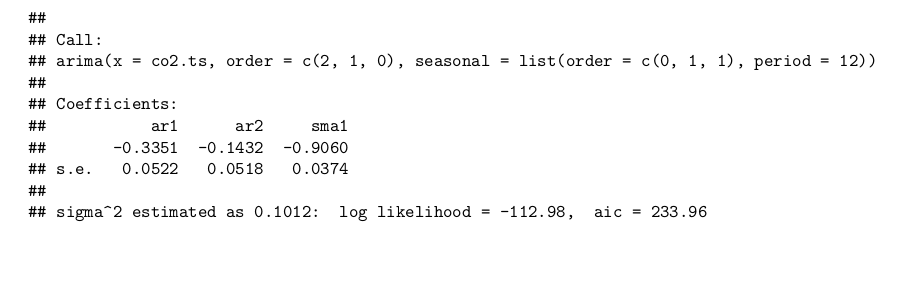 ##
## Call:
## arima(x = co2.ts, order = c(2, 1, 0), seasonal = list(order = c(0, 1, 1), period = 12))
##
## Coefficients:
##           ar1      ar2     sma1
##       -0.3351  -0.1432  -0.9060
## s.e.   0.0522   0.0518   0.0374
##
## sigma^2 estimated as 0.1012:  log likelihood = -112.98,  aic = 233.96